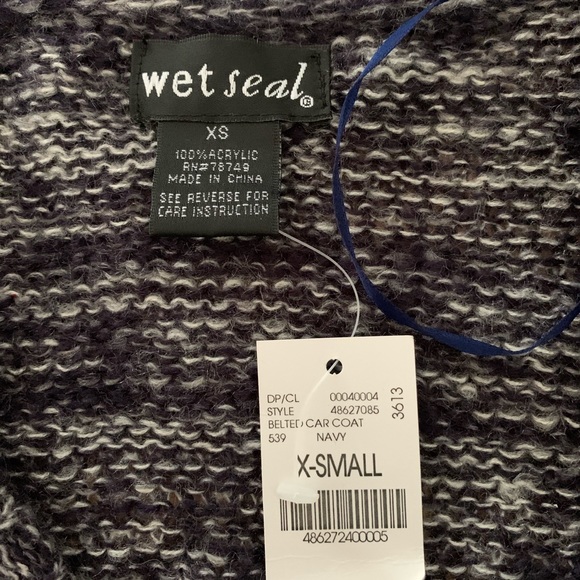 wet seal
XS
100% ACRYLIC
RN#78749
MADE IN CHINA
SEE REVERSE FOR
CARE INSTRUCTION
DP/CL 00040004
STYLE 48627085
BELTED CAR COAT
539 NAVY
3613
X-SMALL
486272400005